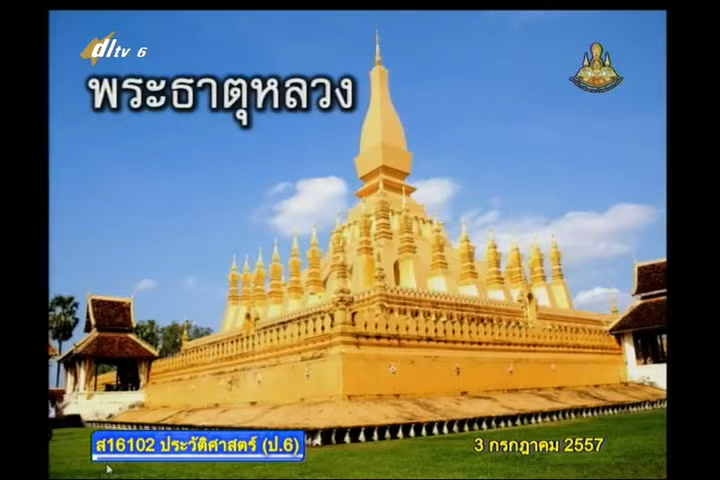 dltv 6
พระธาตุหลวง
ส16102 ประวัติศาสตร์ (ป.6)
3 กรกฎาคม 2557